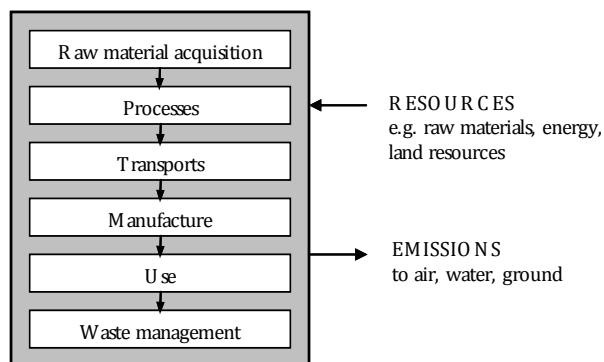 Raw material acquisition
Processes
Transports
Manufacture
Use
Waste management
RESOURCES
e.g. raw materials, energy,
land resources
EMISSIONS
to air, water, ground